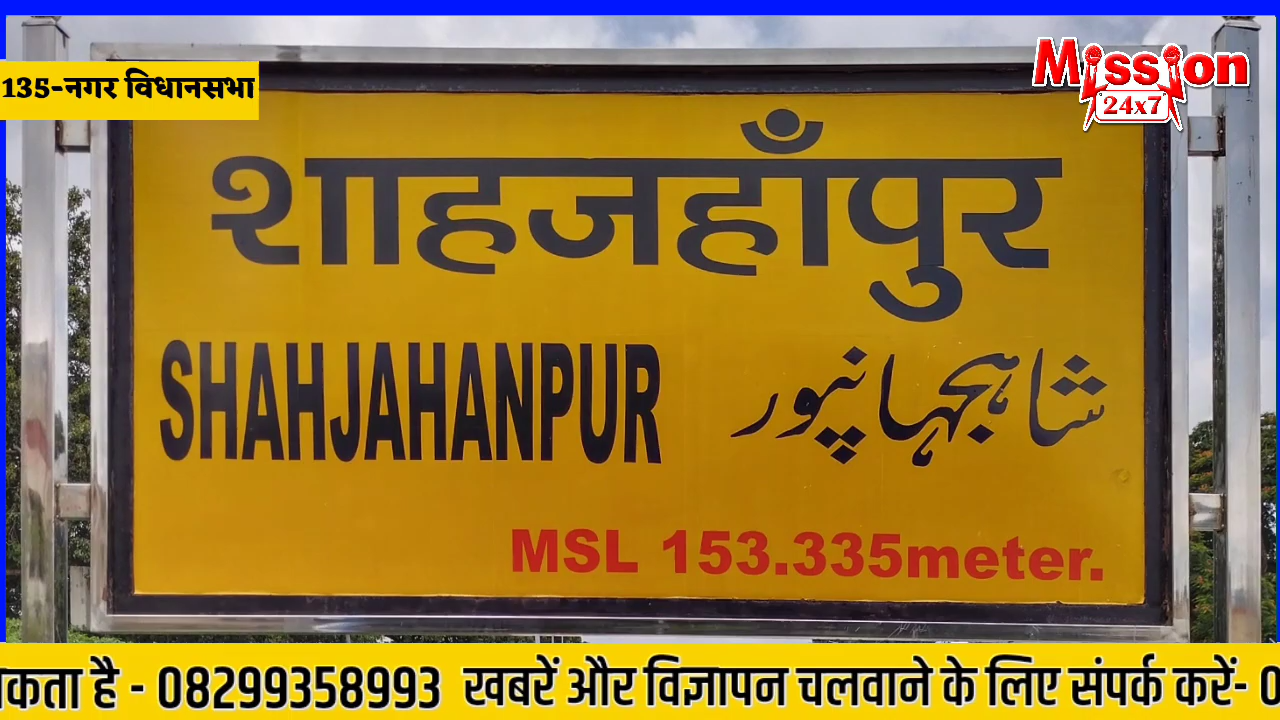 135-नगर विधानसभा
Mission
24x7
शाहजहाँपुर
SHAHJAHANPUR
شاہجہانپور
MSL 153.335meter.
है - 08299358993 खबरें और विज्ञापन चलवाने के लिए संपर्क करें- 0